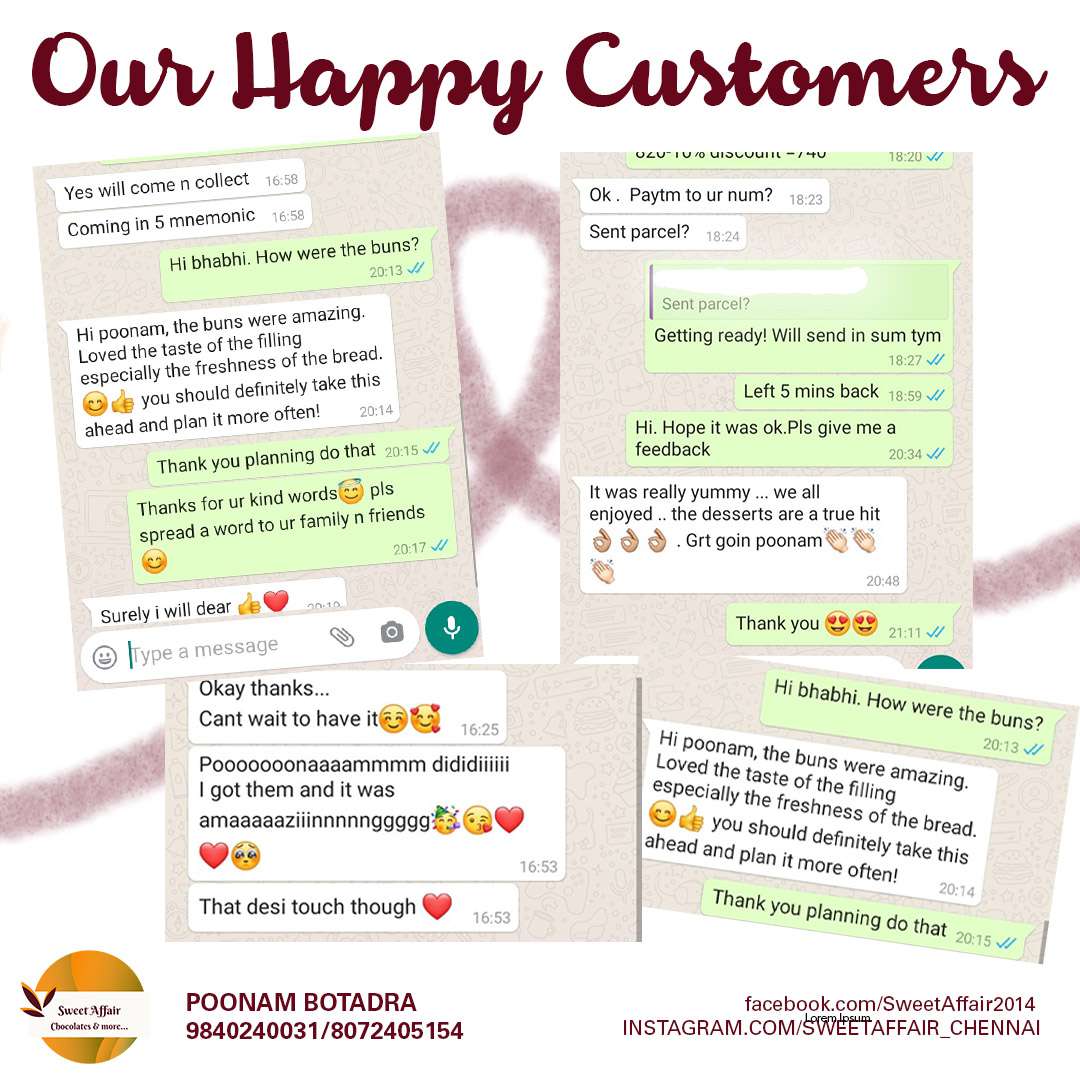 Our Happy Customers
Yes will come n collect 16:58
Coming in 5 mnemonic 16:58
Hi bhabhi. How were the buns?
20:13
Hi poonam, the buns were amazing.
Loved the taste of the filling
especially the freshness of the bread.
😊👍 you should definitely take this
ahead and plan it more often! 20:14
Thank you planning do that 20:15
Thanks for ur kind words😇 pls
spread a word to ur family n friends
😊 20:17
Surely i will dear 👍❤️ 20:19
Type a message
820-10% discount =740 18:20
Ok . Paytm to ur num? 18:23
Sent parcel? 18:24
Sent parcel?
Getting ready! Will send in sum tym
18:27
Left 5 mins back 18:59
Hi. Hope it was ok.Pls give me a
feedback 20:34
It was really yummy ... we all
enjoyed .. the desserts are a true hit
👌🏽👌🏽👌🏽 . Grt goin poonam👏🏻👏🏻
👏🏻 20:48
Thank you 😍😍 21:11
Okay thanks...
Cant wait to have it☺️🥰 16:25
Pooooooonaaaammmm dididiiiiii
I got them and it was
amaaaaaziiinnnnnggggg🥳😘❤️
❤️🥺 16:53
That desi touch though ❤️ 16:53
Hi bhabhi. How were the buns?
20:13
Hi poonam, the buns were amazing.
Loved the taste of the filling
especially the freshness of the bread.
😊👍 you should definitely take this
ahead and plan it more often! 20:14
Thank you planning do that 20:15
Sweet Affair
Chocolates & more...
POONAM BOTADRA
9840240031/8072405154
facebook.com/SweetAffair2014
Lorem Ipsum
INSTAGRAM.COM/SWEETAFFAIR_CHENNAI